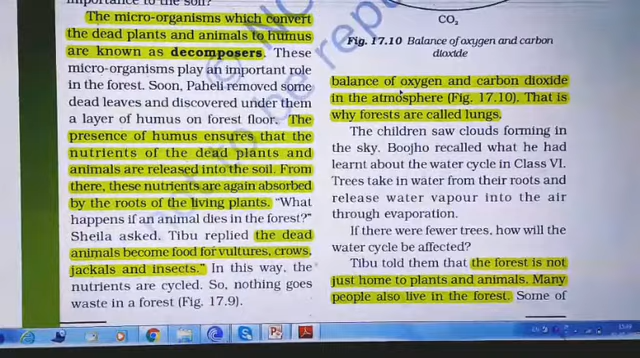 importance to the soil?
The micro-organisms which convert
the dead plants and animals to humus
are known as decomposers. These
micro-organisms play an important role
in the forest. Soon, Paheli removed some
dead leaves and discovered under them
a layer of humus on forest floor. The
presence of humus ensures that the
nutrients of the dead plants and
animals are released into the soil. From
there, these nutrients are again absorbed
by the roots of the living plants. “What
happens if an animal dies in the forest?”
Sheila asked. Tibu replied the dead
animals become food for vultures, crows,
jackals and insects.” In this way, the
nutrients are cycled. So, nothing goes
waste in a forest (Fig. 17.9).
CO₂
Fig. 17.10 Balance of oxygen and carbon
dioxide
balance of oxygen and carbon dioxide
in the atmosphere (Fig. 17.10). That is
why forests are called lungs.
The children saw clouds forming in
the sky. Boojho recalled what he had
learnt about the water cycle in Class VI.
Trees take in water from their roots and
release water vapour into the air
through evaporation.
If there were fewer trees, how will the
water cycle be affected?
Tibu told them that the forest is not
just home to plants and animals. Many
people also live in the forest. Some of